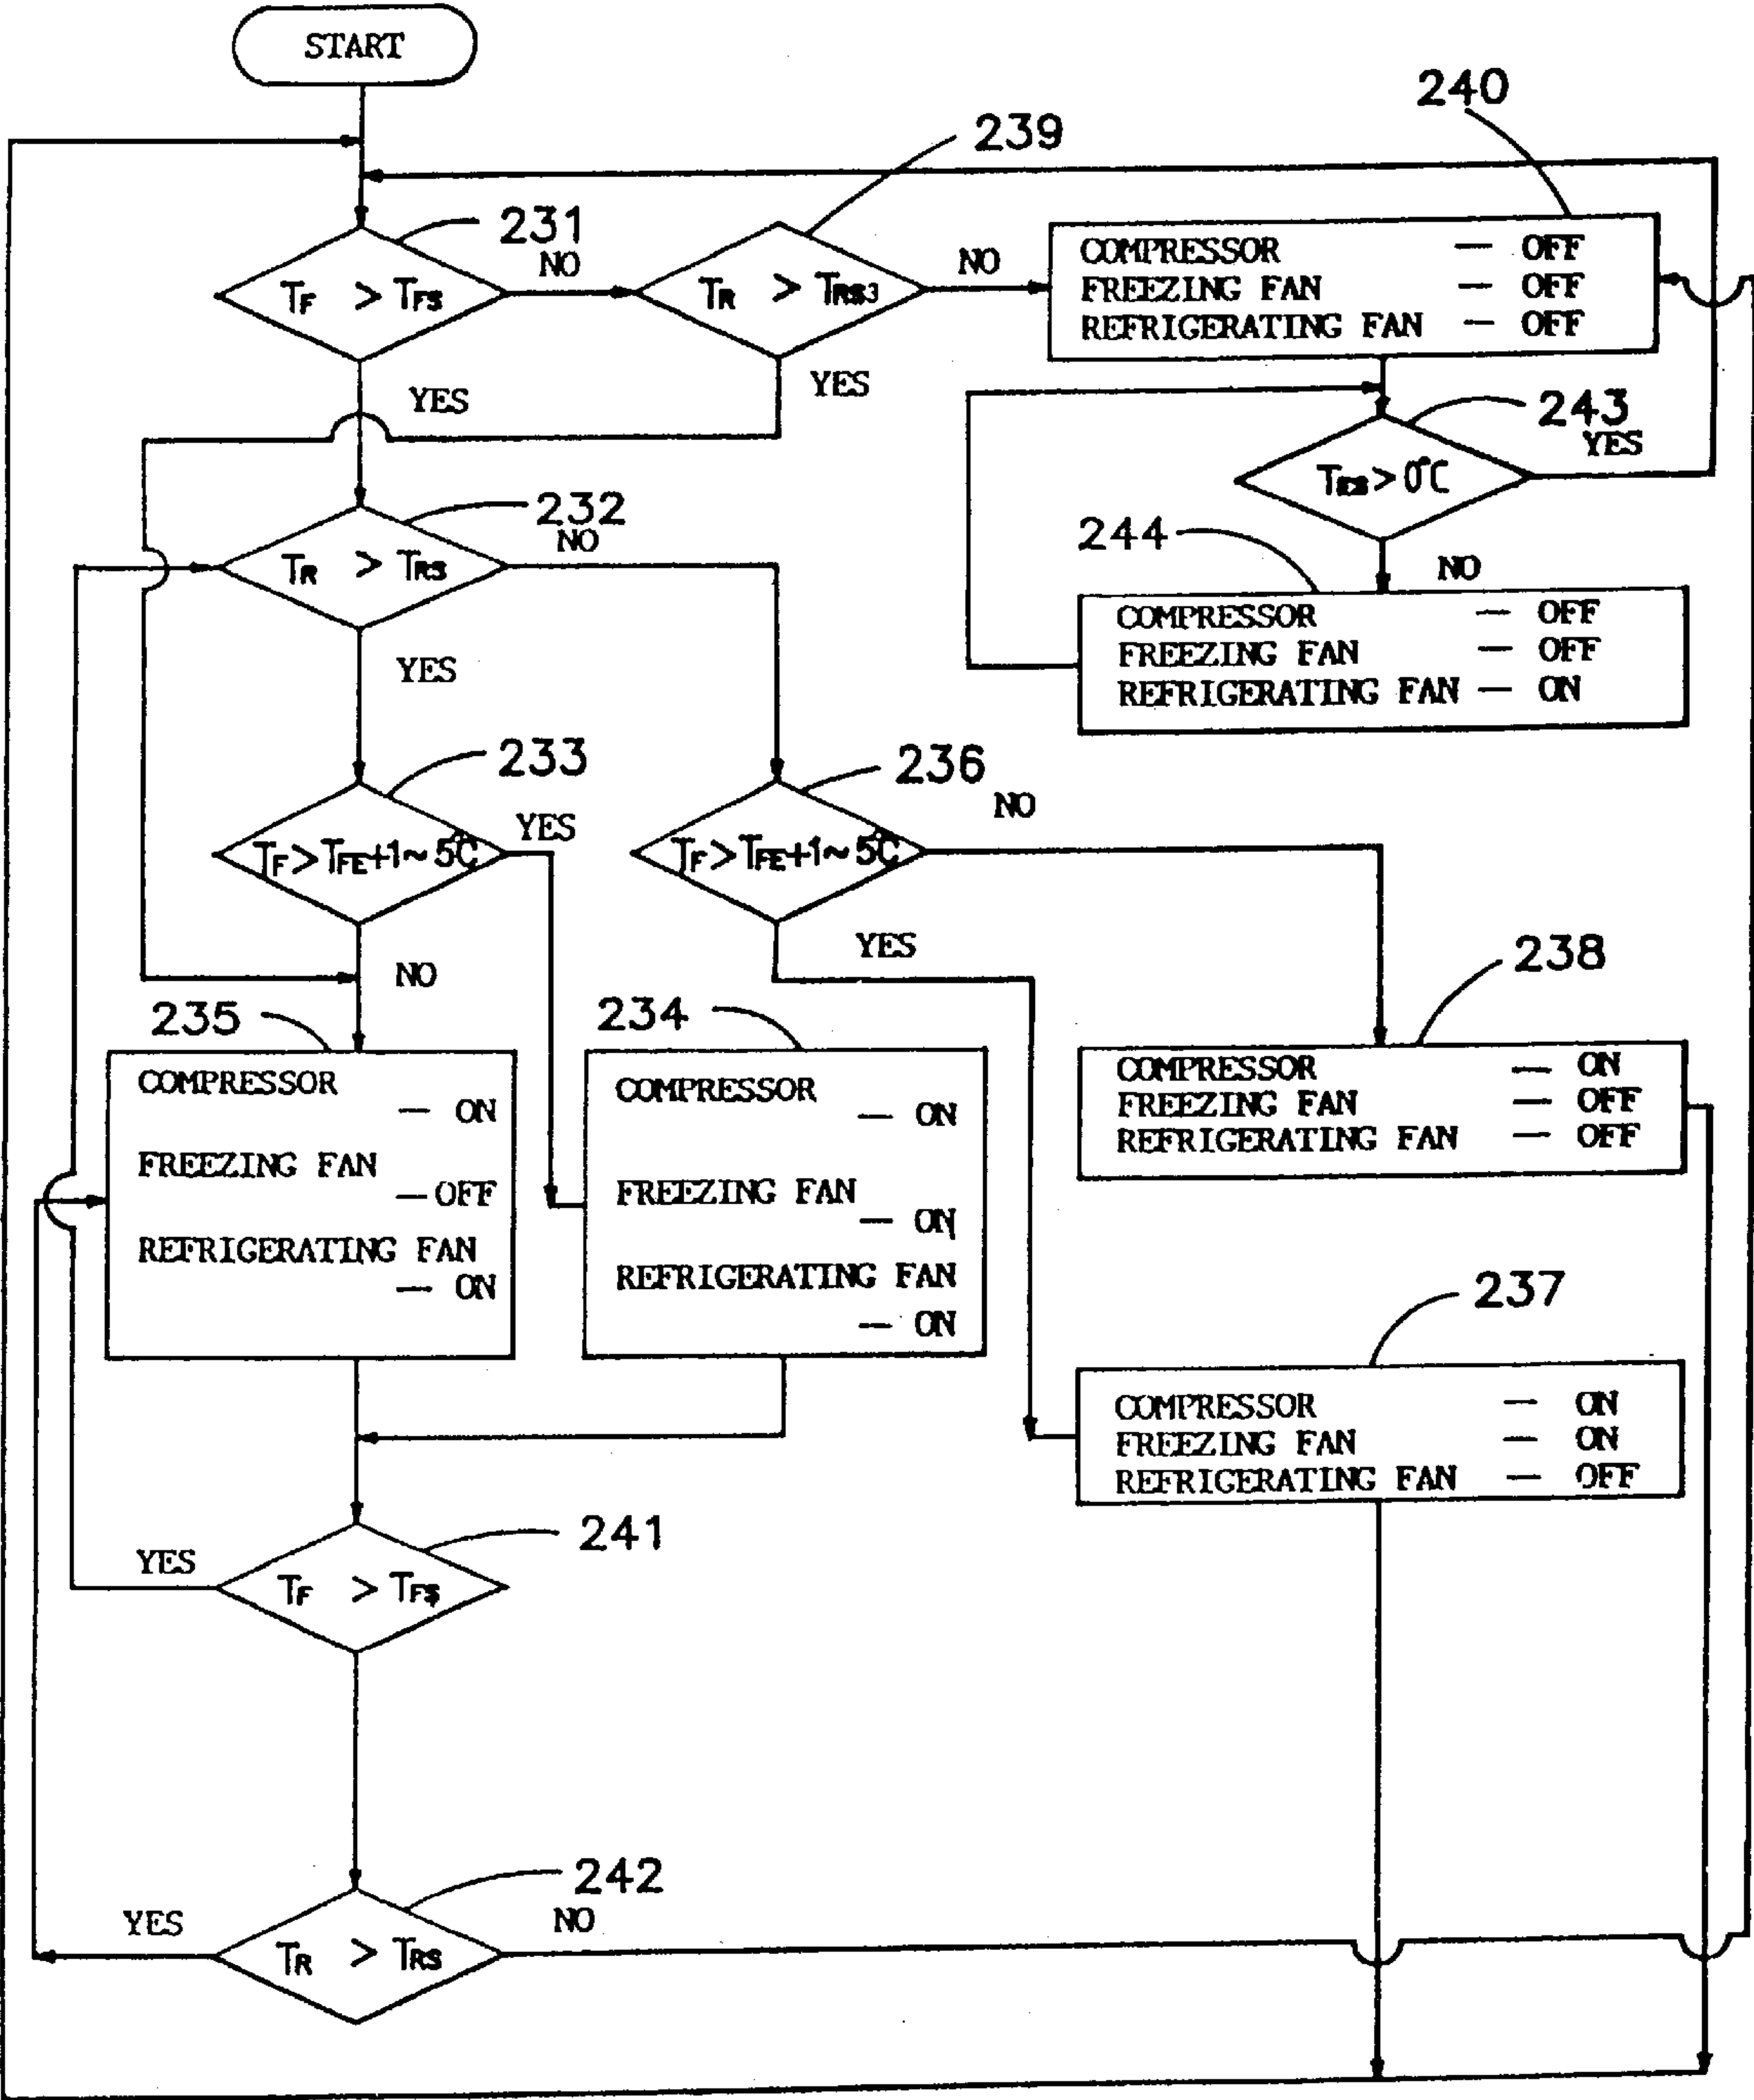 START
240
239
231
NO
TF > TFS
TR > TRS3
NO
COMPRESSOR — OFF
FREEZING FAN — OFF
REFRIGERATING FAN — OFF
YES
YES
243
YES
> 0°C
232
NO
TR > TRS
244
NO
COMPRESSOR — OFF
FREEZING FAN — OFF
REFRIGERATING FAN — ON
YES
233
YES
TF > TFE+1~5°C
236
NO
TF > TFE+1~5°C
NO
YES
238
235
COMPRESSOR
— ON
FREEZING FAN
— OFF
REFRIGERATING FAN
— ON
234
COMPRESSOR
— ON
FREEZING FAN
— ON
REFRIGERATING FAN
— ON
COMPRESSOR — ON
FREEZING FAN — OFF
REFRIGERATING FAN — OFF
237
COMPRESSOR — ON
FREEZING FAN — ON
REFRIGERATING FAN — OFF
241
YES
TF > TFS
242
YES
NO
TR > TRS